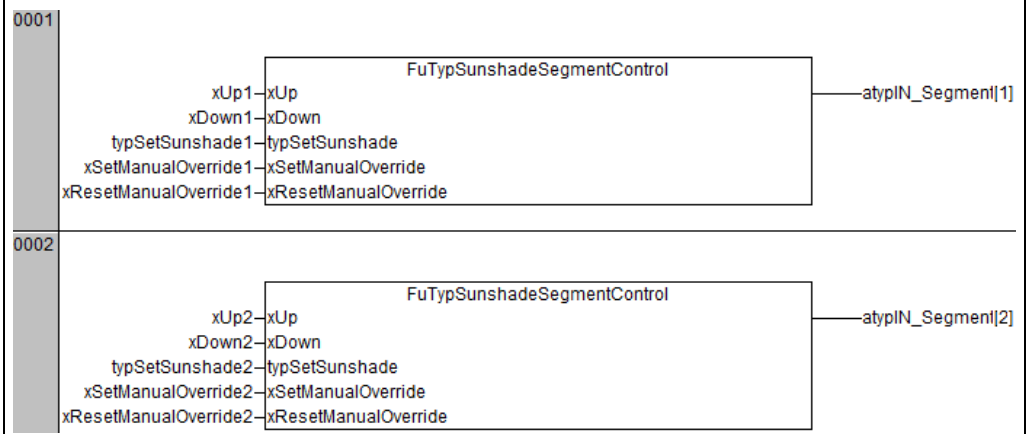 0001
FuTypSunshadeSegmentControl
xUp1 xUp atypIN_Segment[1]
xDown1 xDown
typSetSunshade1 typSetSunshade
xSetManualOverride1 xSetManualOverride
xResetManualOverride1 xResetManualOverride
0002
FuTypSunshadeSegmentControl
xUp2 xUp atypIN_Segment[2]
xDown2 xDown
typSetSunshade2 typSetSunshade
xSetManualOverride2 xSetManualOverride
xResetManualOverride2 xResetManualOverride